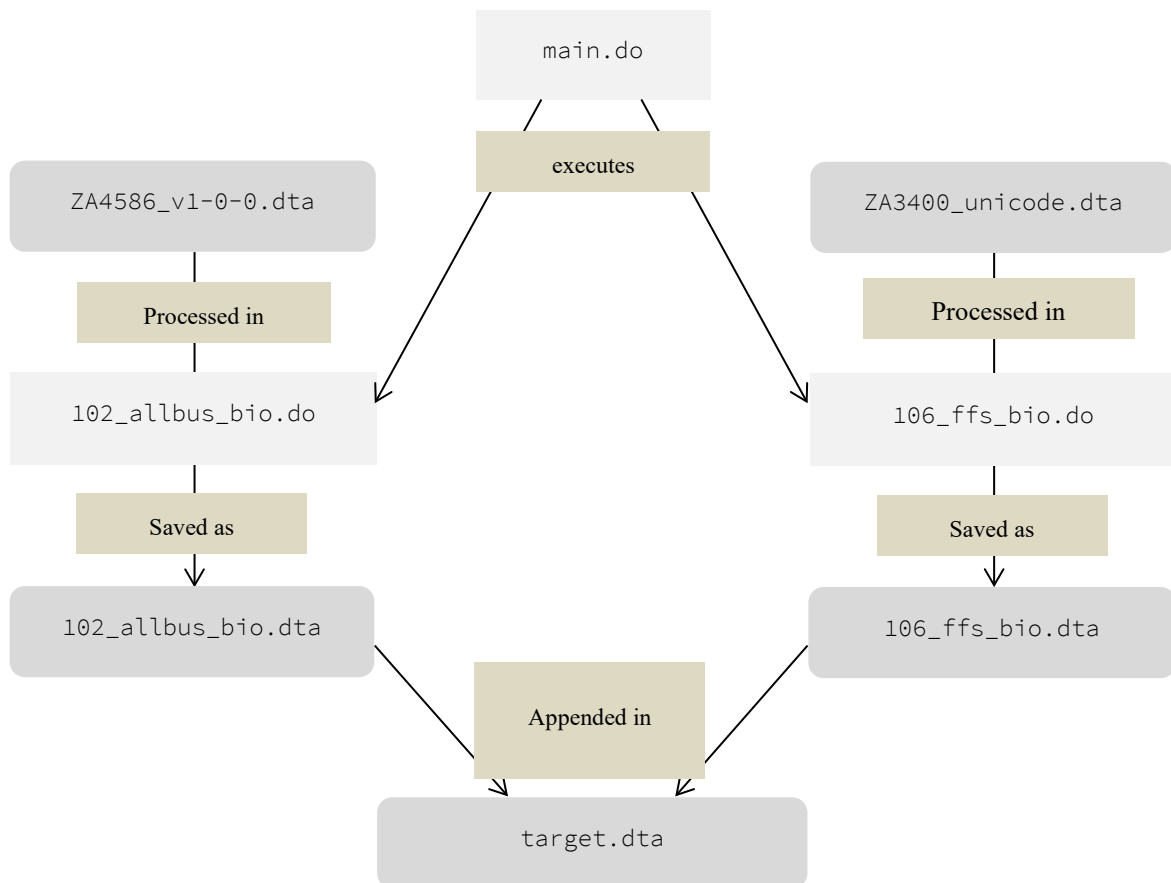 main.do
executes
ZA4586_v1-0-0.dta
ZA3400_unicode.dta
Processed in
Processed in
102_allbus_bio.do
106_ffs_bio.do
Saved as
Saved as
102_allbus_bio.dta
106_ffs_bio.dta
Appended in
target.dta